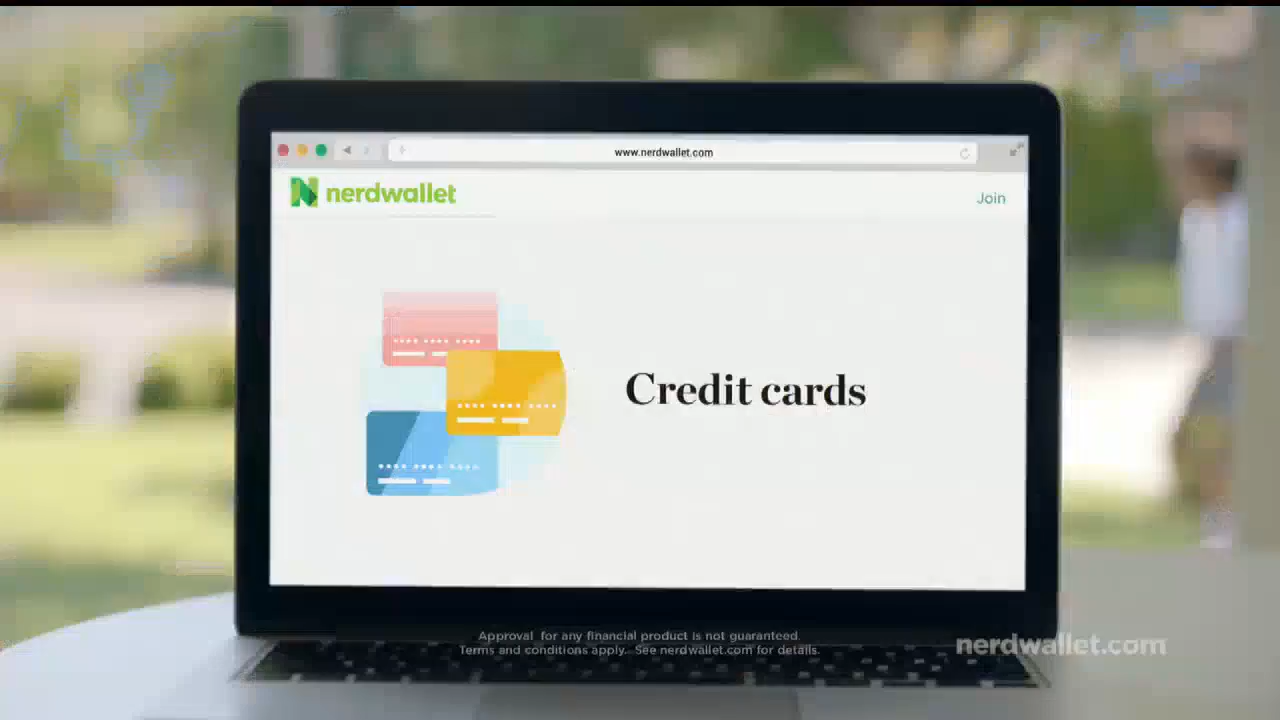 www.nerdwallet.com
nerdwallet
Join
Credit cards
Approval for any financial product is not guaranteed.
Terms and conditions apply. See nerdwallet.com for details.
nerdwallet.com